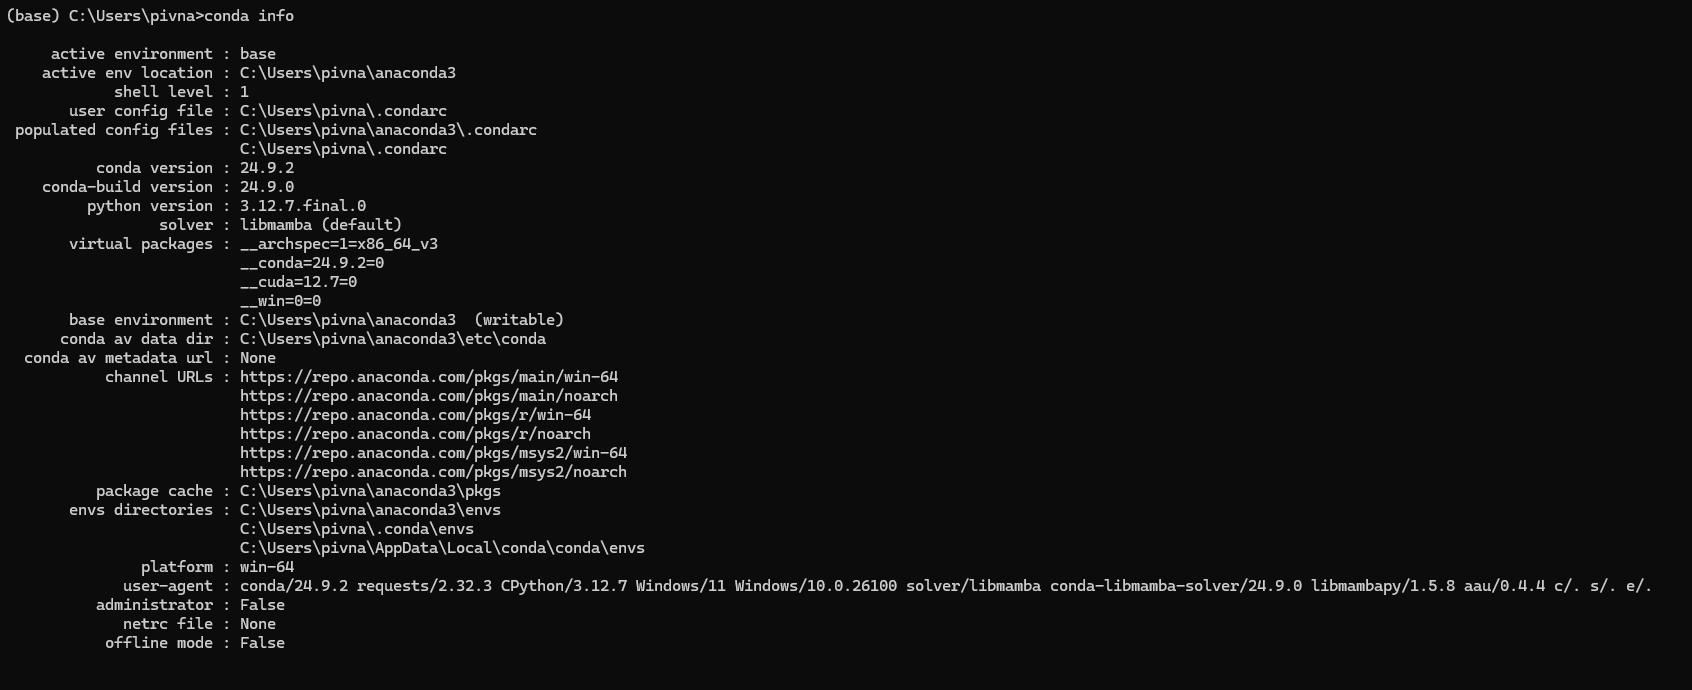 (base) C:\Users\pivna>conda info
active environment : base
active env location : C:\Users\pivna\anaconda3
shell level : 1
user config file : C:\Users\pivna\.condarc
populated config files : C:\Users\pivna\anaconda3\.condarc
C:\Users\pivna\.condarc
conda version : 24.9.2
conda-build version : 24.9.0
python version : 3.12.7.final.0
solver : libmamba (default)
virtual packages : __archspec=1=x86_64_v3
__conda=24.9.2=0
__cuda=12.7=0
__win=0=0
base environment : C:\Users\pivna\anaconda3  (writable)
conda av data dir : C:\Users\pivna\anaconda3\etc\conda
conda av metadata url : None
channel URLs : https://repo.anaconda.com/pkgs/main/win-64
https://repo.anaconda.com/pkgs/main/noarch
https://repo.anaconda.com/pkgs/r/win-64
https://repo.anaconda.com/pkgs/r/noarch
https://repo.anaconda.com/pkgs/msys2/win-64
https://repo.anaconda.com/pkgs/msys2/noarch
package cache : C:\Users\pivna\anaconda3\pkgs
envs directories : C:\Users\pivna\anaconda3\envs
C:\Users\pivna\.conda\envs
C:\Users\pivna\AppData\Local\conda\conda\envs
platform : win-64
user-agent : conda/24.9.2 requests/2.32.3 CPython/3.12.7 Windows/11 Windows/10.0.26100 solver/libmamba conda-libmamba-solver/24.9.0 libmambapy/1.5.8 aau/0.4.4 c/. s/. e/.
administrator : False
netrc file : None
offline mode : False